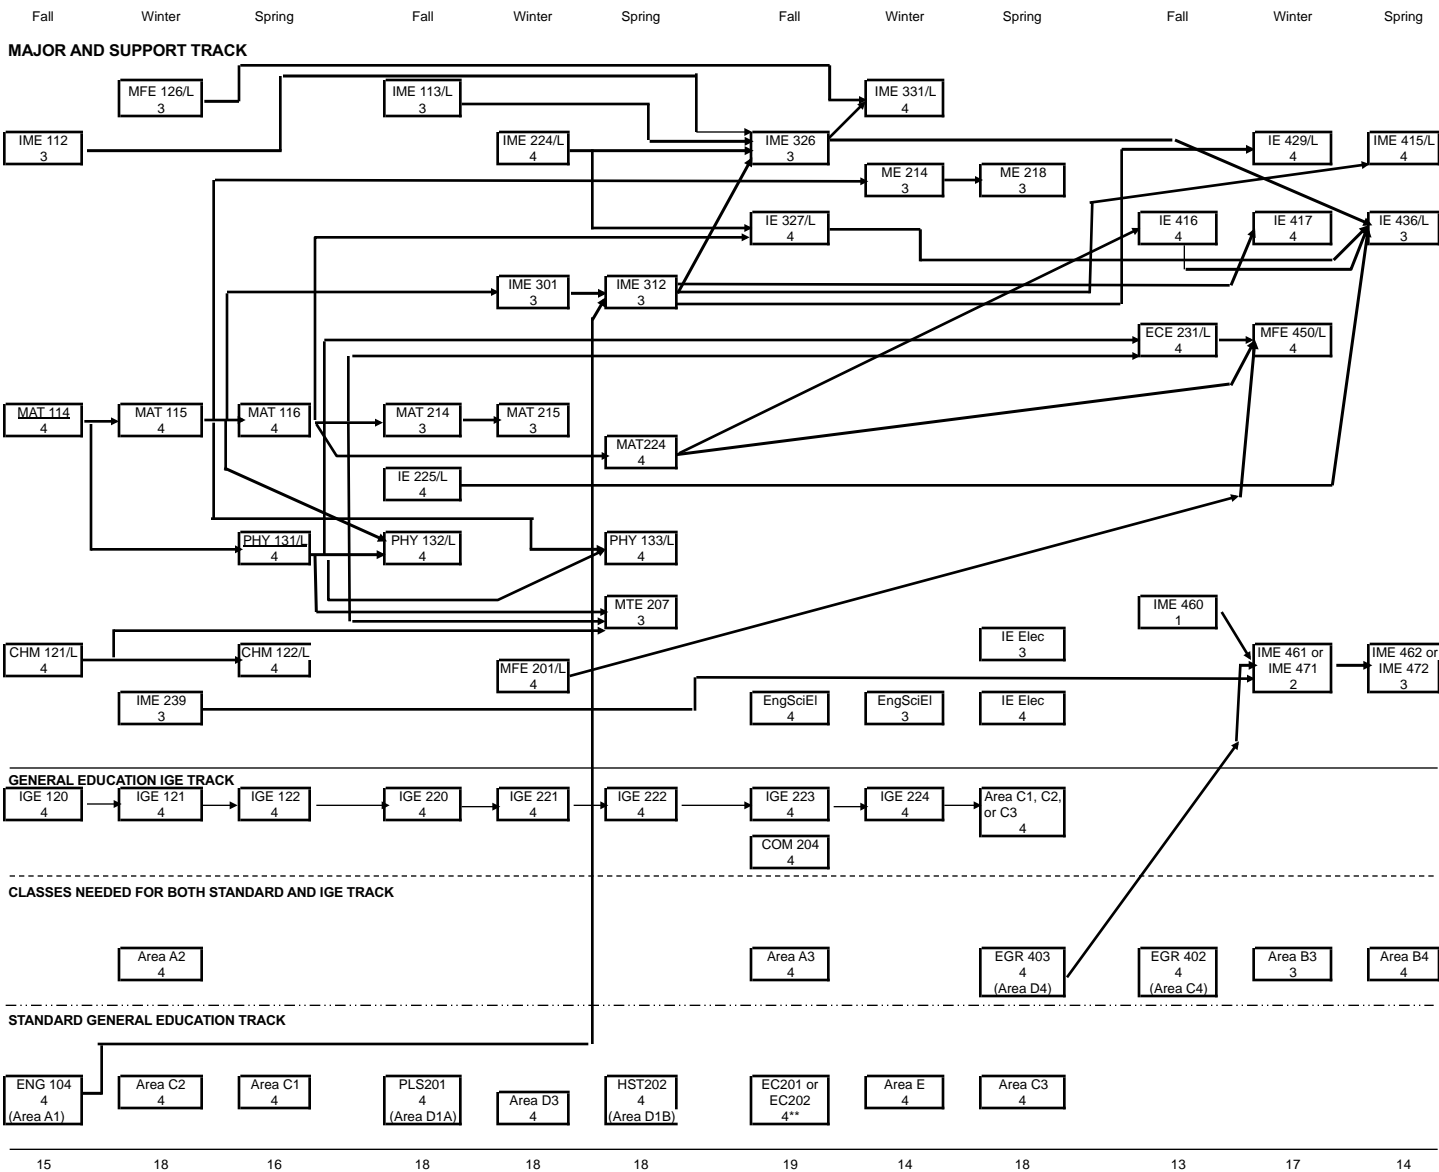 Fall Winter Spring Fall Winter Spring Fall Winter Spring Fall Winter Spring
MAJOR AND SUPPORT TRACK
MFE 126/L
3
IME 113/L
3
IME 331/L
4
IME 112
3
IME 224/L
4
IME 326
3
IE 429/L
4
IME 415/L
4
ME 214
3
ME 218
3
IE 327/L
4
IE 416
4
IE 417
4
IE 436/L
3
IME 301
3
IME 312
3
ECE 231/L
4
MFE 450/L
4
MAT 114
4
MAT 115
4
MAT 116
4
MAT 214
3
MAT 215
3
MAT224
4
IE 225/L
4
PHY 131/L
4
PHY 132/L
4
PHY 133/L
4
MTE 207
3
IME 460
1
CHM 121/L
4
CHM 122/L
4
MFE 201/L
4
IE Elec
3
IME 461 or
IME 471
2
IME 462 or
IME 472
3
IME 239
3
EngSciEl
4
EngSciEl
3
IE Elec
4
GENERAL EDUCATION IGE TRACK
IGE 120
4
IGE 121
4
IGE 122
4
IGE 220
4
IGE 221
4
IGE 222
4
IGE 223
4
IGE 224
4
Area C1, C2,
or C3
4
COM 204
4
CLASSES NEEDED FOR BOTH STANDARD AND IGE TRACK
Area A2
4
Area A3
4
EGR 403
4
(Area D4)
EGR 402
4
(Area C4)
Area B3
3
Area B4
4
STANDARD GENERAL EDUCATION TRACK
ENG 104
4
(Area A1)
Area C2
4
Area C1
4
PLS201
4
(Area D1A)
Area D3
4
HST202
4
(Area D1B)
EC201 or
EC202
4**
Area E
4
Area C3
4
15 18 16 18 18 18 19 14 18 13 17 14